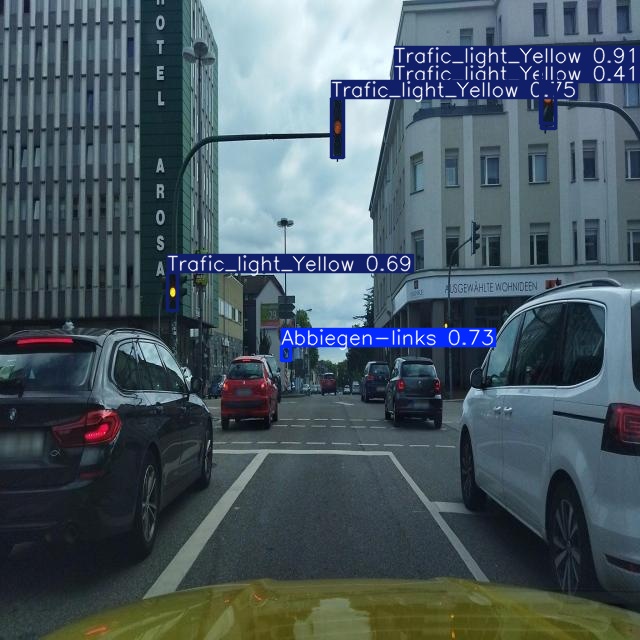 HOTEL AROSA
Trafic_light_Yellow 0.91
Trafic_light_Yellow 0.41
Trafic_light_Yellow 0.75
Trafic_light_Yellow 0.69
AUSGEWÄHLTE WOHNIDEEN
Abbiegen-links 0.73